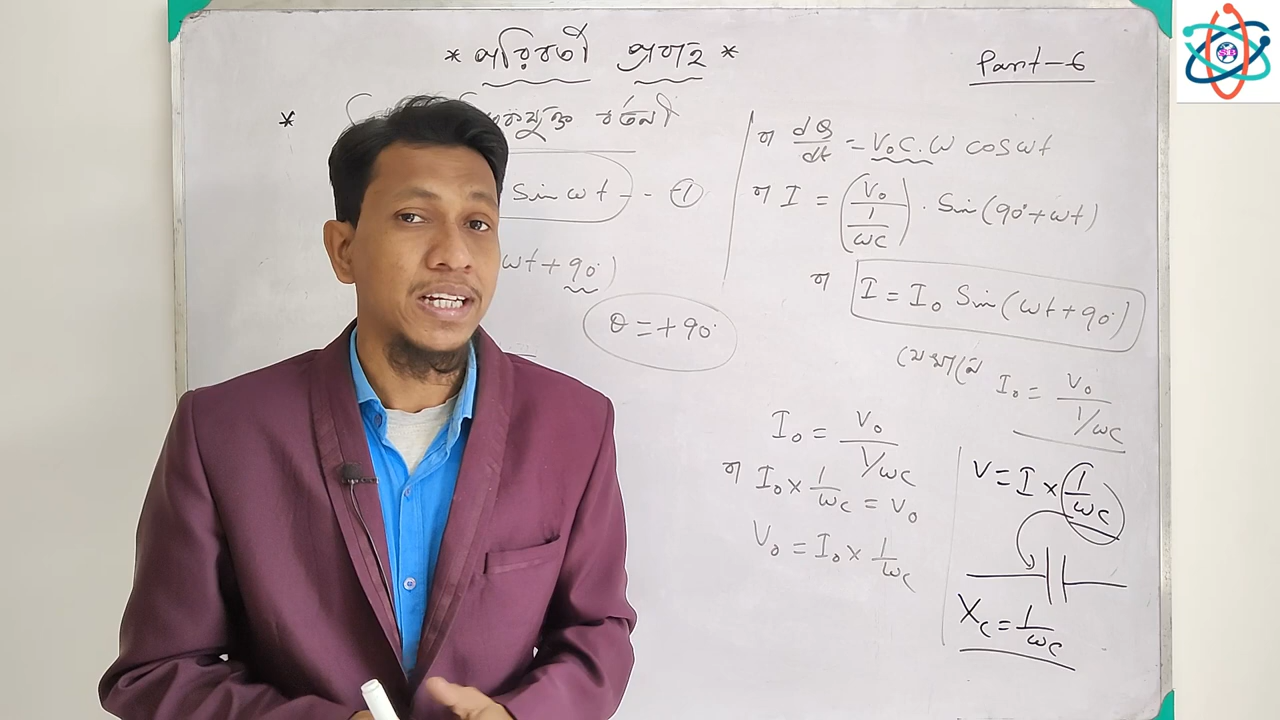 * পরিবর্তী প্রবাহ *
Part-6
* যুক্ত বর্তনী
Sin ωt -- ①
ωt + 90°)
θ = +90°
বা dQ/dt = V₀C.ω cos ωt
বা I = (V₀/(1/ωC)) . Sin(90°+ωt)
বা I = I₀ Sin(ωt+90°)
যেখানে I₀ = V₀/(1/ωC)
I₀ = V₀/(1/ωC)
বা I₀ × 1/ωC = V₀
V₀ = I₀ × 1/ωC
V = I × 1/ωC
X_C = 1/ωC